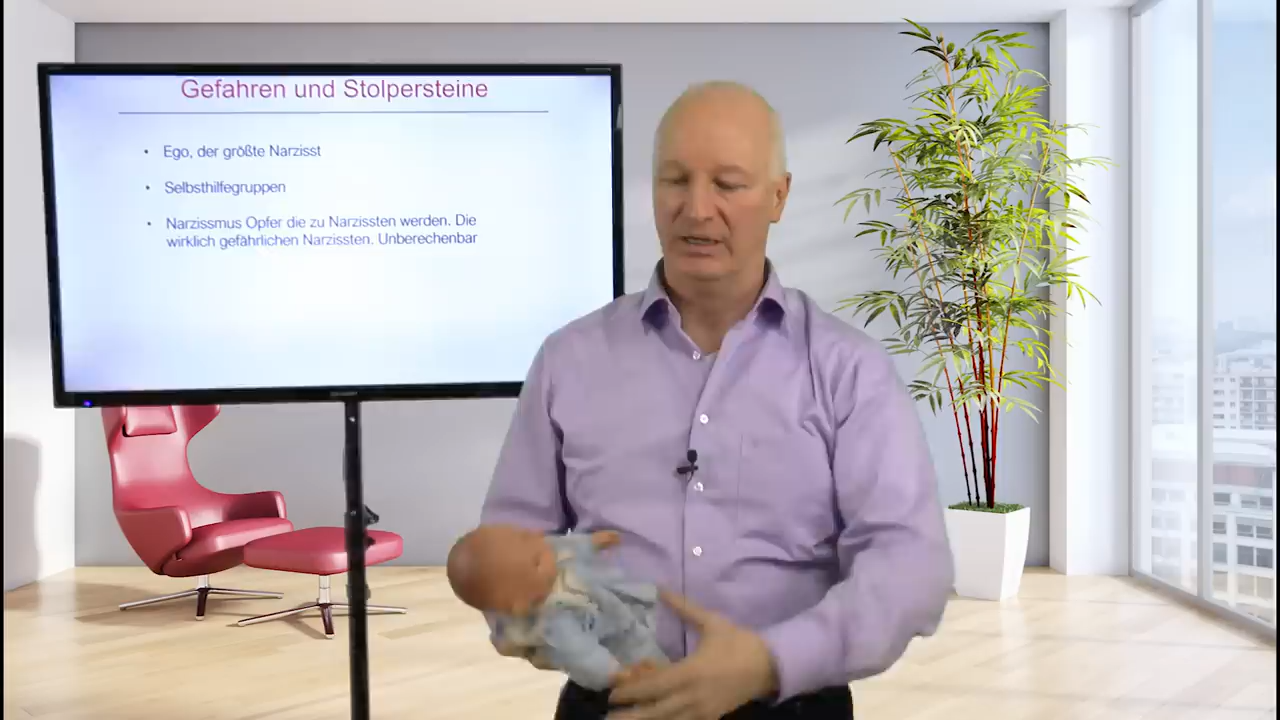 Gefahren und Stolpersteine
• Ego, der größte Narzisst
• Selbsthilfegruppen
• Narzissmus Opfer die zu Narzissten werden. Die
wirklich gefährlichen Narzissten. Unberechenbar